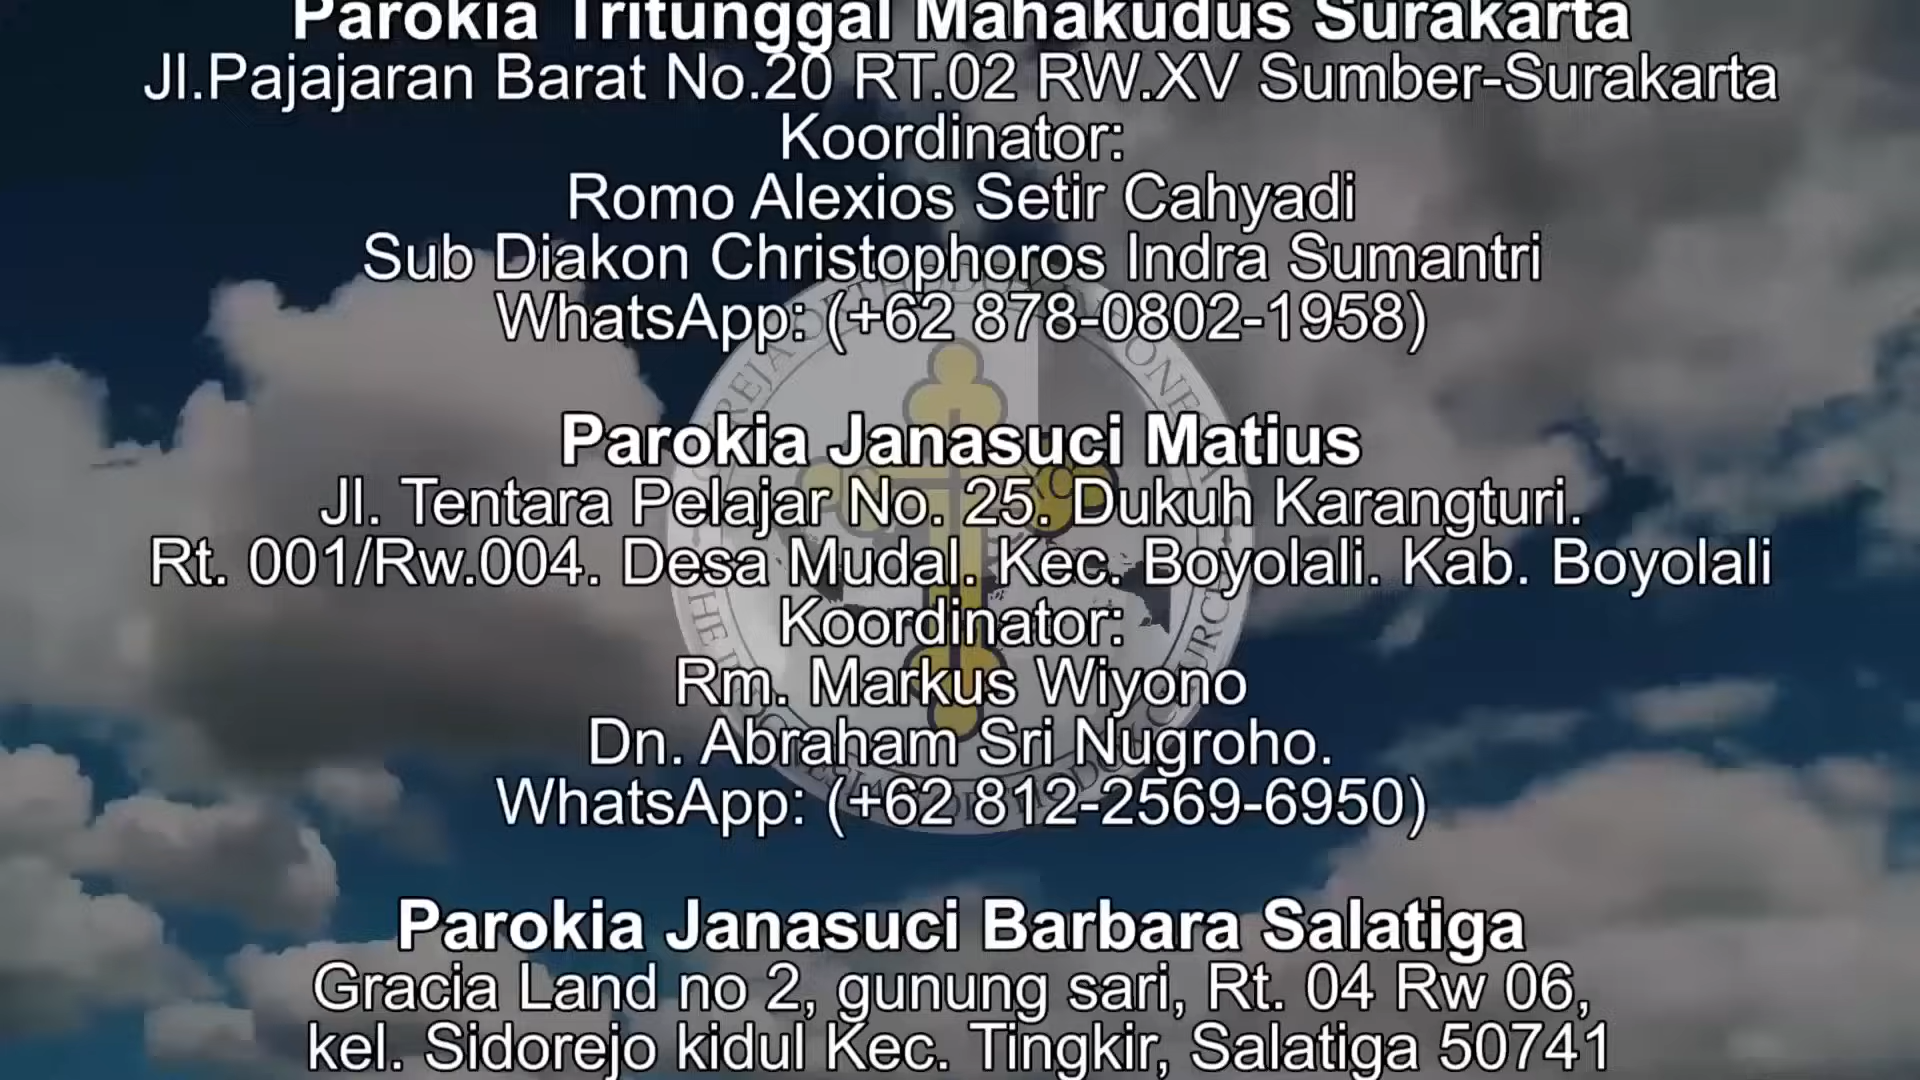 Parokia Tritunggal Mahakudus Surakarta
Jl.Pajajaran Barat No.20 RT.02 RW.XV Sumber-Surakarta
Koordinator:
Romo Alexios Setir Cahyadi
Sub Diakon Christophoros Indra Sumantri
WhatsApp: (+62 878-0802-1958)
Parokia Janasuci Matius
Jl. Tentara Pelajar No. 25. Dukuh Karangturi.
Rt. 001/Rw.004. Desa Mudal. Kec. Boyolali. Kab. Boyolali
Koordinator:
Rm. Markus Wiyono
Dn. Abraham Sri Nugroho.
WhatsApp: (+62 812-2569-6950)
Parokia Janasuci Barbara Salatiga
Gracia Land no 2, gunung sari, Rt. 04 Rw 06,
kel. Sidorejo kidul Kec. Tingkir, Salatiga 50741